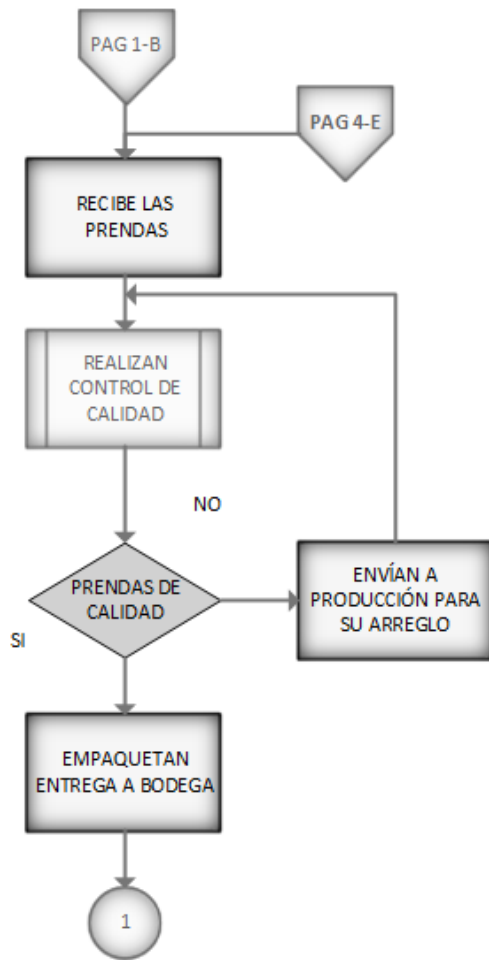 PAG 1-B
PAG 4-E
RECIBE LAS
PRENDAS
REALIZAN
CONTROL DE
CALIDAD
NO
PRENDAS DE
CALIDAD
ENVÍAN A
PRODUCCIÓN PARA
SU ARREGLO
SI
EMPAQUETAN
ENTREGA A BODEGA
1